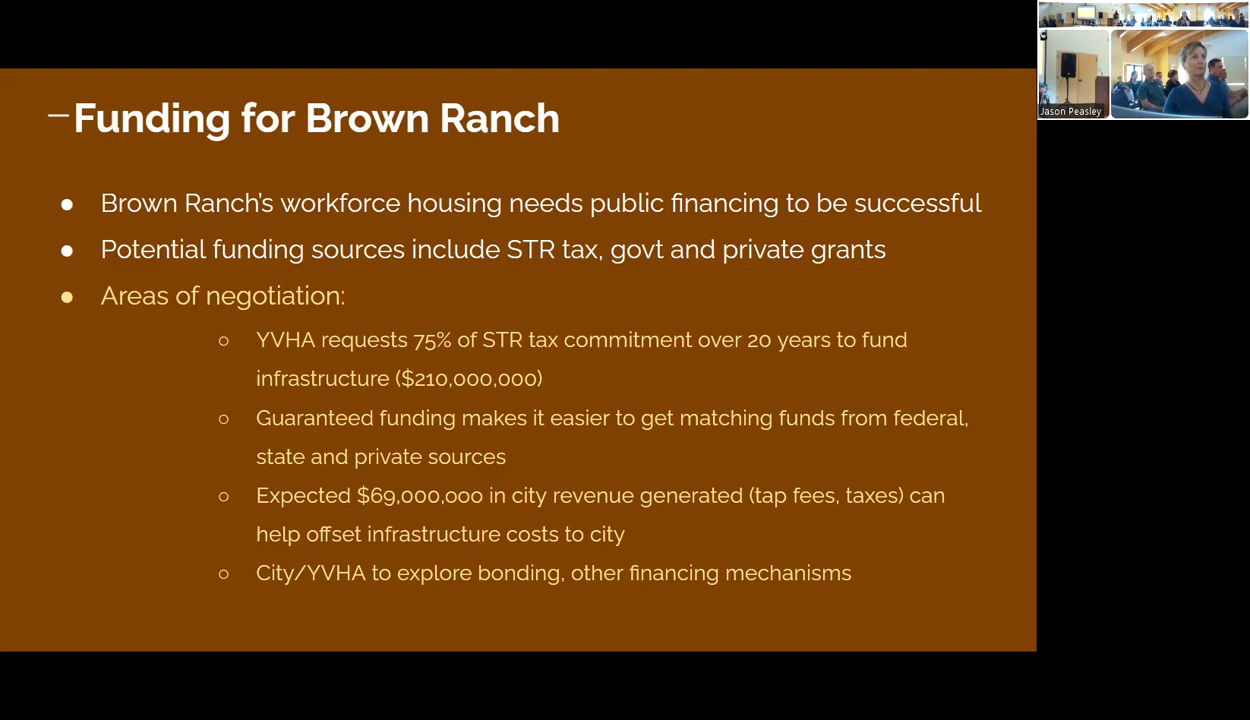 Funding for Brown Ranch
● Brown Ranch's workforce housing needs public financing to be successful
● Potential funding sources include STR tax, govt and private grants
● Areas of negotiation:
○ YVHA requests 75% of STR tax commitment over 20 years to fund
infrastructure ($210,000,000)
○ Guaranteed funding makes it easier to get matching funds from federal,
state and private sources
○ Expected $69,000,000 in city revenue generated (tap fees, taxes) can
help offset infrastructure costs to city
○ City/YVHA to explore bonding, other financing mechanisms
Jason Peasley